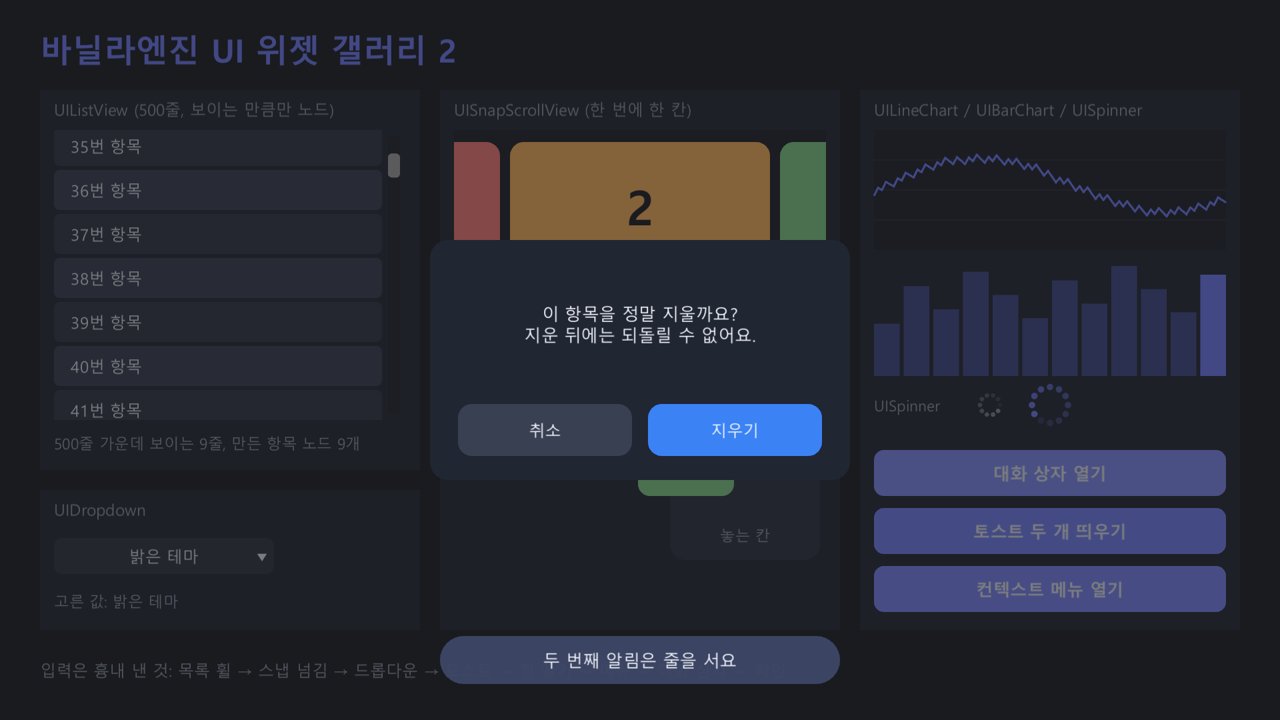 바닐라엔진 UI 위젯 갤러리 2
UIListView (500줄, 보이는 만큼만 노드)
35번 항목
36번 항목
37번 항목
38번 항목
39번 항목
40번 항목
41번 항목
500줄 가운데 보이는 9줄, 만든 항목 노드 9개
UIDropdown
밝은 테마
고른 값: 밝은 테마
UISnapScrollView (한 번에 한 칸)
2
이 항목을 정말 지울까요?
지운 뒤에는 되돌릴 수 없어요.
취소
지우기
놓는 칸
UILineChart / UIBarChart / UISpinner
UISpinner
대화 상자 열기
토스트 두 개 띄우기
컨텍스트 메뉴 열기
입력은 흉내 낸 것: 목록 휠 → 스냅 넘김 → 드롭다운 →
두 번째 알림은 줄을 서요